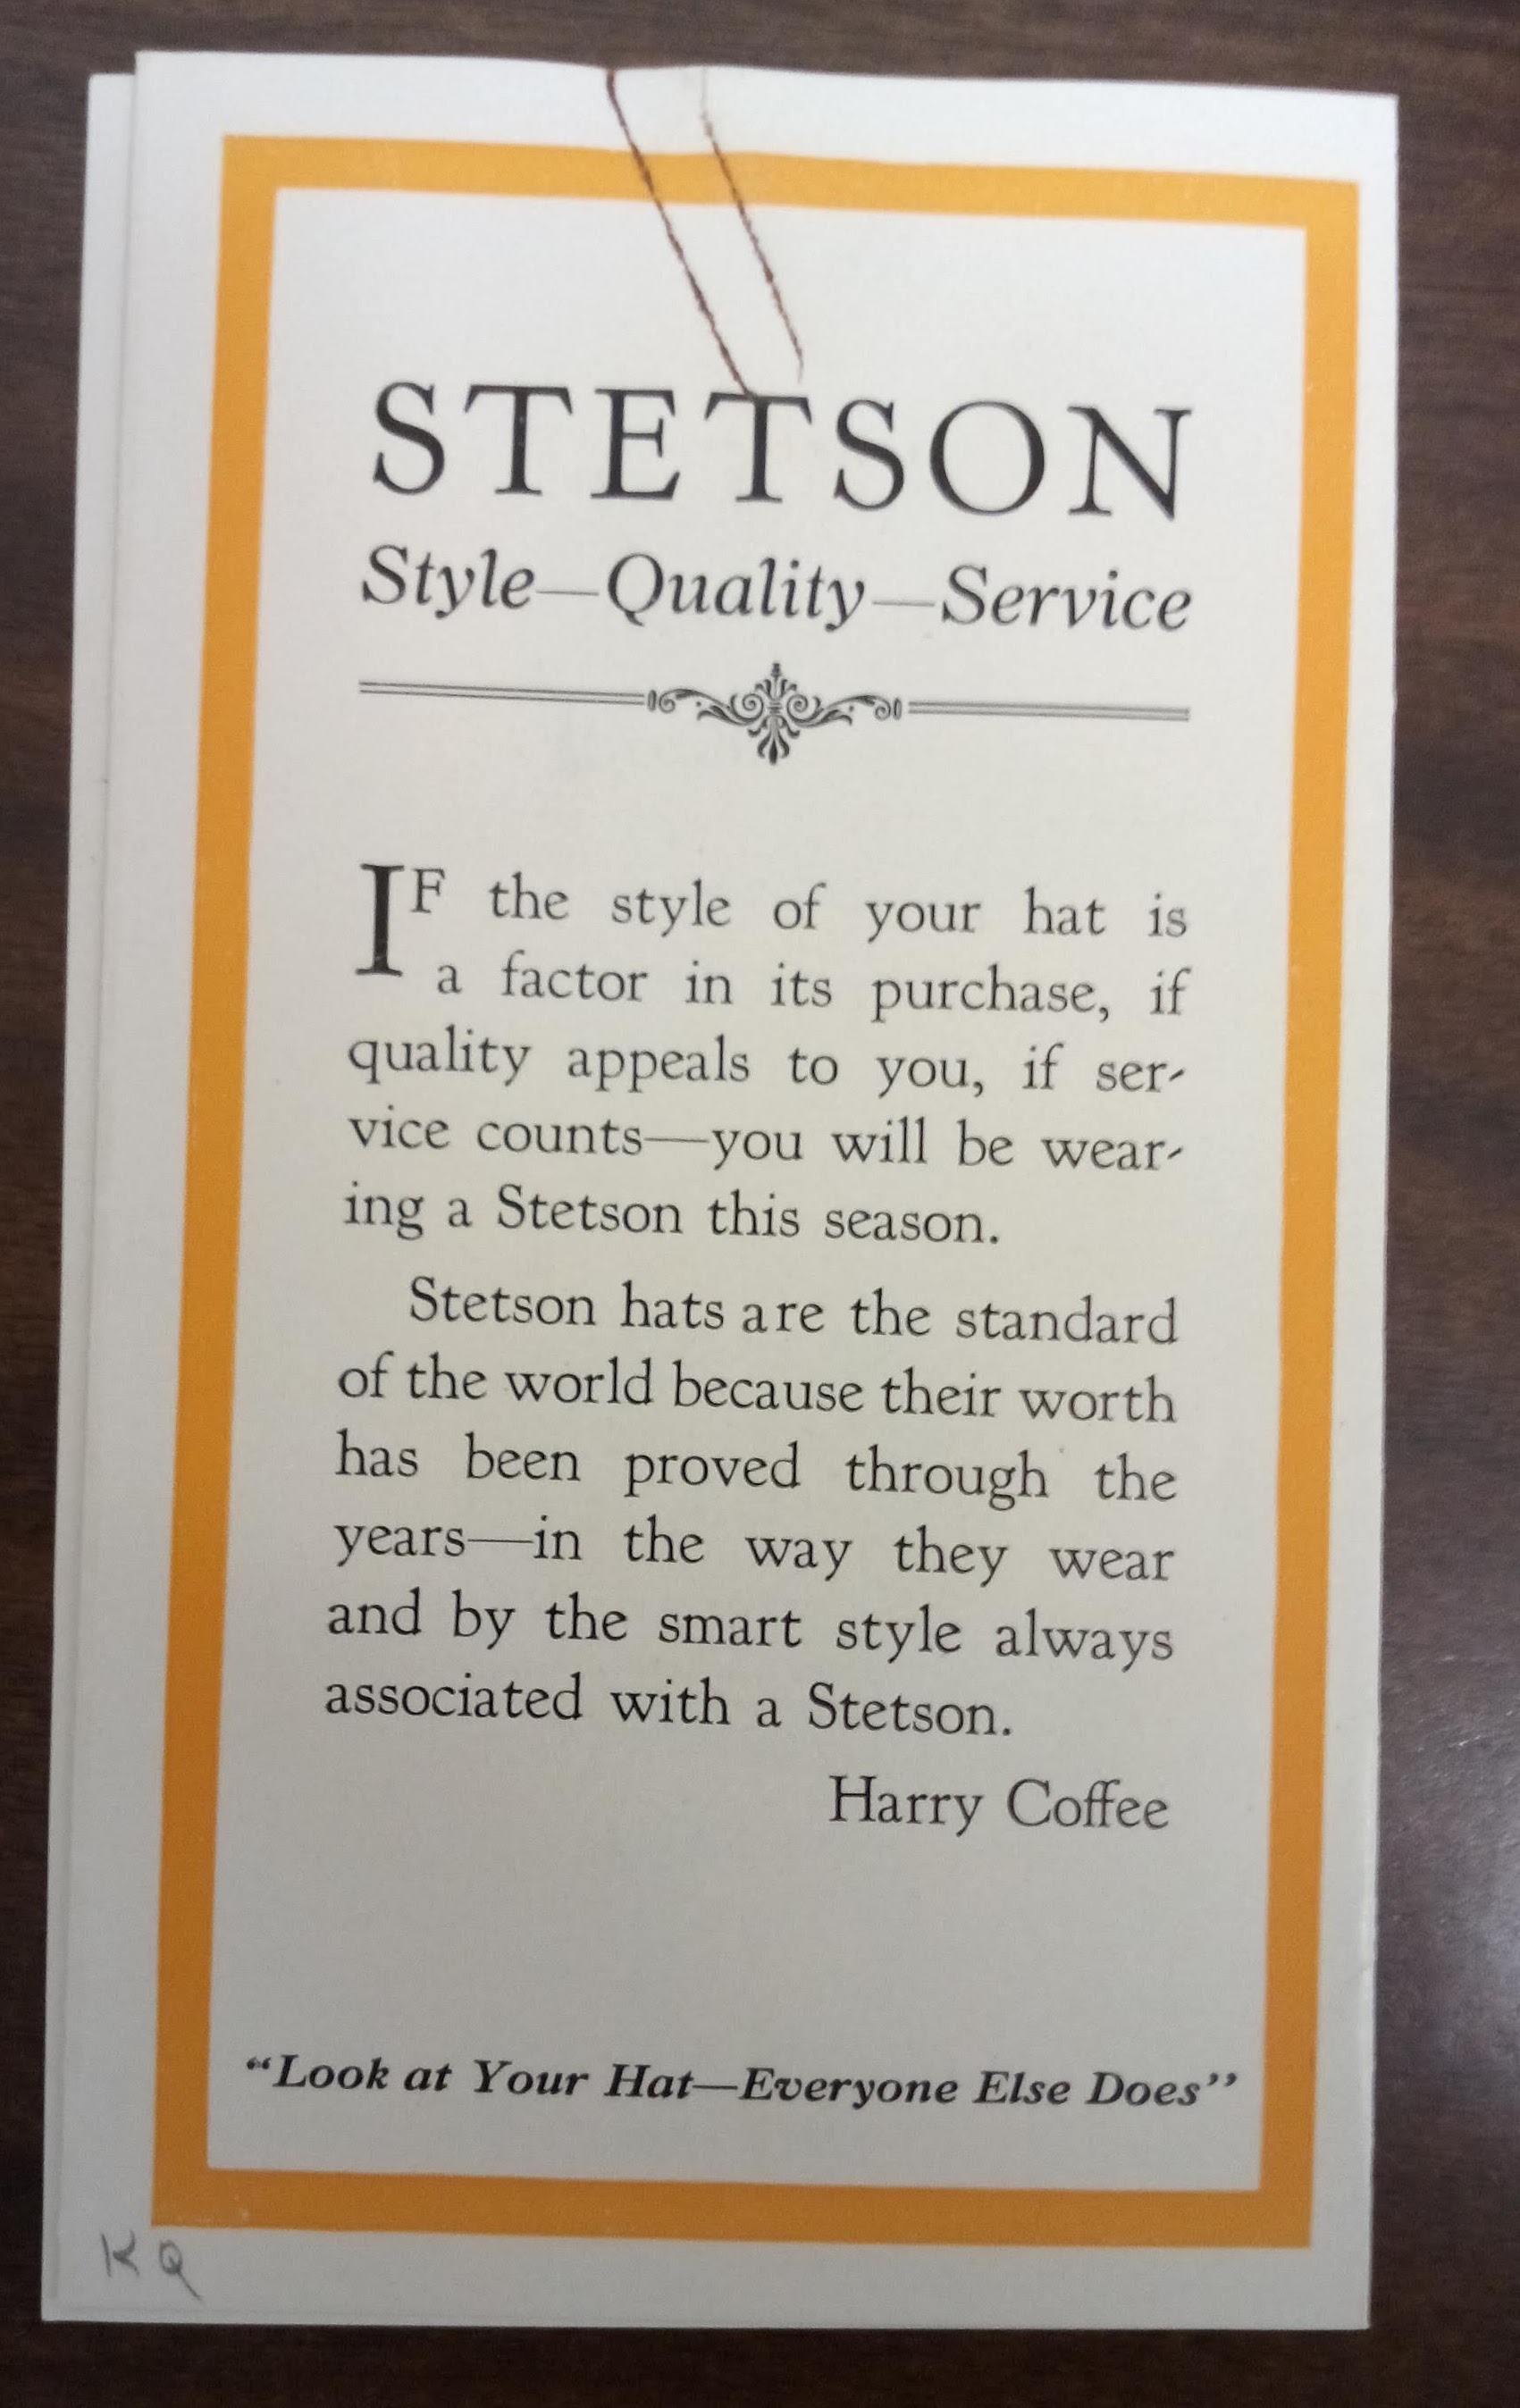 STETSON
Style—Quality—Service
IF the style of your hat is
a factor in its purchase, if
quality appeals to you, if ser-
vice counts—you will be wear-
ing a Stetson this season.
Stetson hats are the standard
of the world because their worth
has been proved through the
years—in the way they wear
and by the smart style always
associated with a Stetson.
Harry Coffee
“Look at Your Hat—Everyone Else Does”
K Q